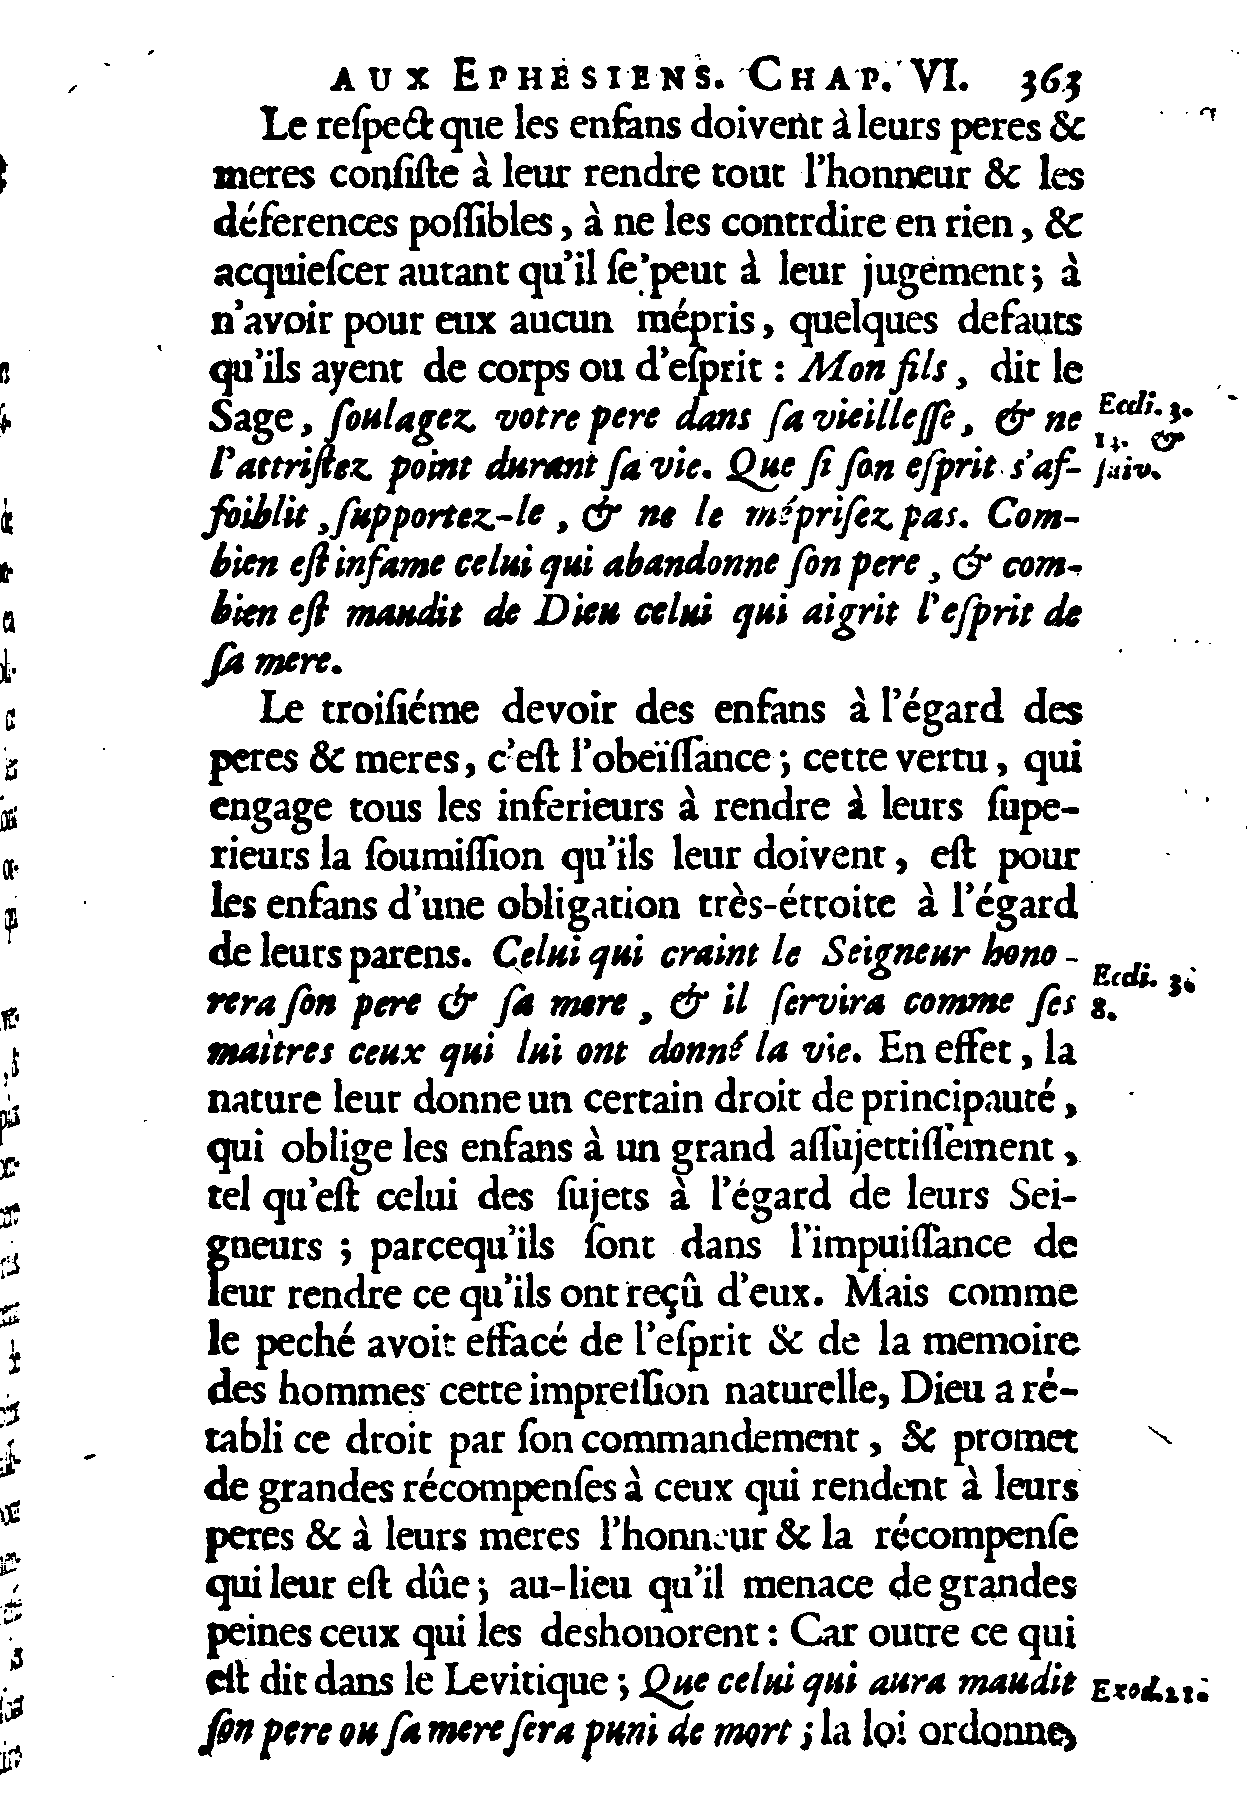 AUX EPHESIENS. CHAP. VI. 363
Le reſpect que les enfans doivent à leurs peres &
meres conſiſte à leur rendre tout l'honneur & les
déferences poſſibles, à ne les contrdire en rien, &
acquieſcer autant qu'il ſe peut à leur jugement; à
n'avoir pour eux aucun mépris, quelques defauts
qu'ils ayent de corps ou d'eſprit : Mon fils, dit le
Sage, ſoulagez votre pere dans ſa vieilleſſe, & ne
Eccli. 3.
14. &
ſuiv.
l'attriſtez point durant ſa vie. Que ſi ſon eſprit s'af-
foiblit, ſupportez-le, & ne le mépriſez pas. Com-
bien eſt infame celui qui abandonne ſon pere, & com-
bien eſt maudit de Dieu celui qui aigrit l'eſprit de
ſa mere.
Le troiſiéme devoir des enfans à l'égard des
peres & meres, c'eſt l'obeïſſance; cette vertu, qui
engage tous les inferieurs à rendre à leurs ſupe-
rieurs la ſoumiſſion qu'ils leur doivent, eſt pour
les enfans d'une obligation très-étroite à l'égard
de leurs parens. Celui qui craint le Seigneur hono-
Eccli. 3.
8.
rera ſon pere & ſa mere, & il ſervira comme ſes
maîtres ceux qui lui ont donné la vie. En effet, la
nature leur donne un certain droit de principauté,
qui oblige les enfans à un grand aſſujettiſſement,
tel qu'eſt celui des ſujets à l'égard de leurs Sei-
gneurs ; parcequ'ils ſont dans l'impuiſſance de
leur rendre ce qu'ils ont reçû d'eux. Mais comme
le peché avoit effacé de l'eſprit & de la memoire
des hommes cette impreſſion naturelle, Dieu a ré-
tabli ce droit par ſon commandement, & promet
de grandes récompenſes à ceux qui rendent à leurs
peres & à leurs meres l'honneur & la récompenſe
qui leur eſt dûe; au-lieu qu'il menace de grandes
peines ceux qui les deshonorent : Car outre ce qui
eſt dit dans le Levitique ; Que celui qui aura maudit
Exod. 21.
ſon pere ou ſa mere ſera puni de mort ; la loi ordonne,